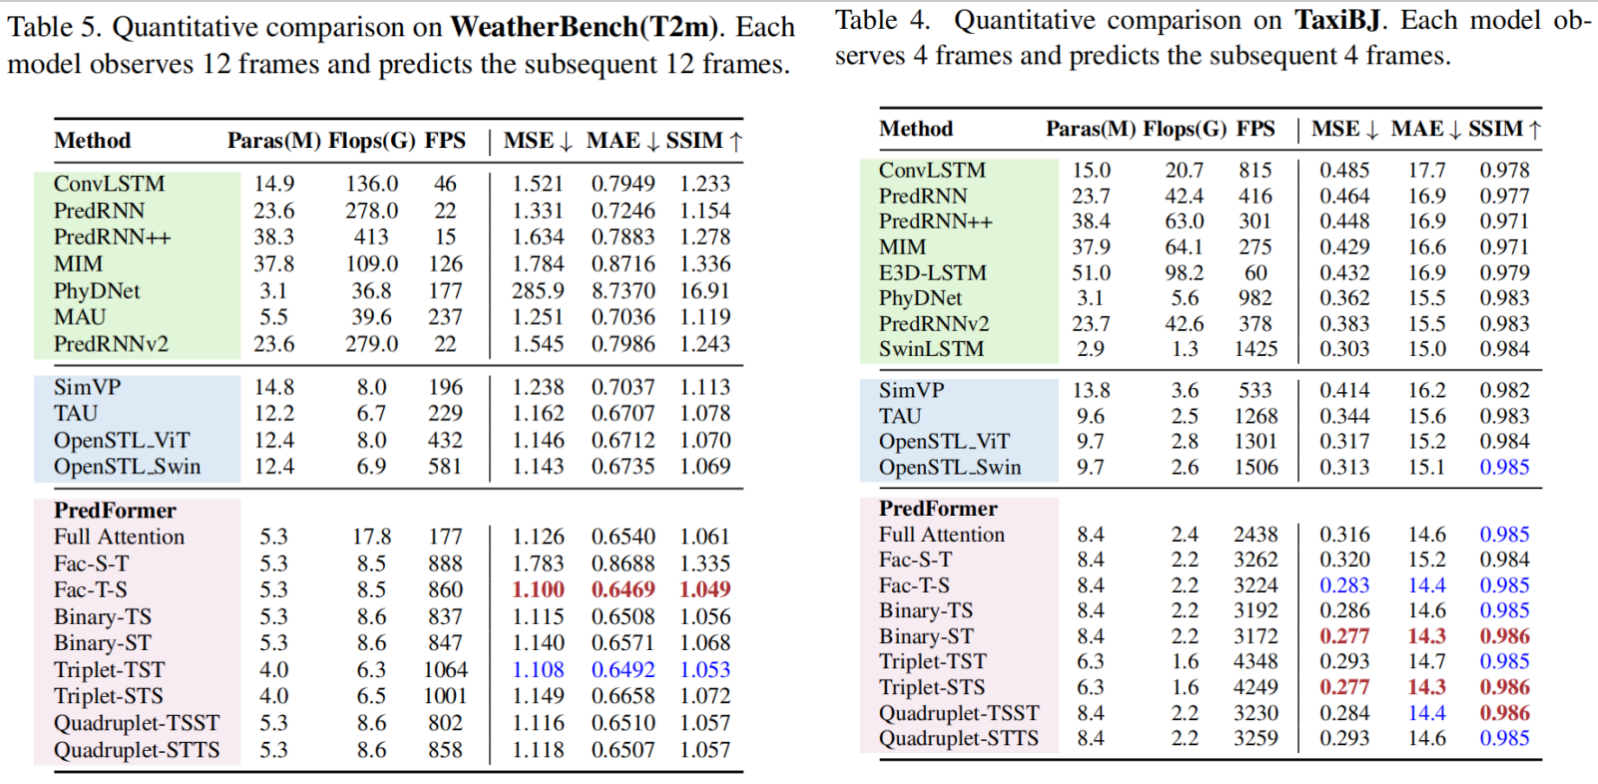 Table 5. Quantitative comparison on WeatherBench(T2m). Each
model observes 12 frames and predicts the subsequent 12 frames.
Method Paras(M) Flops(G) FPS MSE ↓ MAE ↓ SSIM ↑
ConvLSTM 14.9 136.0 46 1.521 0.7949 1.233
PredRNN 23.6 278.0 22 1.331 0.7246 1.154
PredRNN++ 38.3 413 15 1.634 0.7883 1.278
MIM 37.8 109.0 126 1.784 0.8716 1.336
PhyDNet 3.1 36.8 177 285.9 8.7370 16.91
MAU 5.5 39.6 237 1.251 0.7036 1.119
PredRNNv2 23.6 279.0 22 1.545 0.7986 1.243
SimVP 14.8 8.0 196 1.238 0.7037 1.113
TAU 12.2 6.7 229 1.162 0.6707 1.078
OpenSTL_ViT 12.4 8.0 432 1.146 0.6712 1.070
OpenSTL_Swin 12.4 6.9 581 1.143 0.6735 1.069
PredFormer
Full Attention 5.3 17.8 177 1.126 0.6540 1.061
Fac-S-T 5.3 8.5 888 1.783 0.8688 1.335
Fac-T-S 5.3 8.5 860 1.100 0.6469 1.049
Binary-TS 5.3 8.6 837 1.115 0.6508 1.056
Binary-ST 5.3 8.6 847 1.140 0.6571 1.068
Triplet-TST 4.0 6.3 1064 1.108 0.6492 1.053
Triplet-STS 4.0 6.5 1001 1.149 0.6658 1.072
Quadruplet-TSST 5.3 8.6 802 1.116 0.6510 1.057
Quadruplet-STTS 5.3 8.6 858 1.118 0.6507 1.057
Table 4. Quantitative comparison on TaxiBJ. Each model ob-
serves 4 frames and predicts the subsequent 4 frames.
Method Paras(M) Flops(G) FPS MSE ↓ MAE ↓ SSIM ↑
ConvLSTM 15.0 20.7 815 0.485 17.7 0.978
PredRNN 23.7 42.4 416 0.464 16.9 0.977
PredRNN++ 38.4 63.0 301 0.448 16.9 0.971
MIM 37.9 64.1 275 0.429 16.6 0.971
E3D-LSTM 51.0 98.2 60 0.432 16.9 0.979
PhyDNet 3.1 5.6 982 0.362 15.5 0.983
PredRNNv2 23.7 42.6 378 0.383 15.5 0.983
SwinLSTM 2.9 1.3 1425 0.303 15.0 0.984
SimVP 13.8 3.6 533 0.414 16.2 0.982
TAU 9.6 2.5 1268 0.344 15.6 0.983
OpenSTL_ViT 9.7 2.8 1301 0.317 15.2 0.984
OpenSTL_Swin 9.7 2.6 1506 0.313 15.1 0.985
PredFormer
Full Attention 8.4 2.4 2438 0.316 14.6 0.985
Fac-S-T 8.4 2.2 3262 0.320 15.2 0.984
Fac-T-S 8.4 2.2 3224 0.283 14.4 0.985
Binary-TS 8.4 2.2 3192 0.286 14.6 0.985
Binary-ST 8.4 2.2 3172 0.277 14.3 0.986
Triplet-TST 6.3 1.6 4348 0.293 14.7 0.985
Triplet-STS 6.3 1.6 4249 0.277 14.3 0.986
Quadruplet-TSST 8.4 2.2 3230 0.284 14.4 0.986
Quadruplet-STTS 8.4 2.2 3259 0.293 14.6 0.985